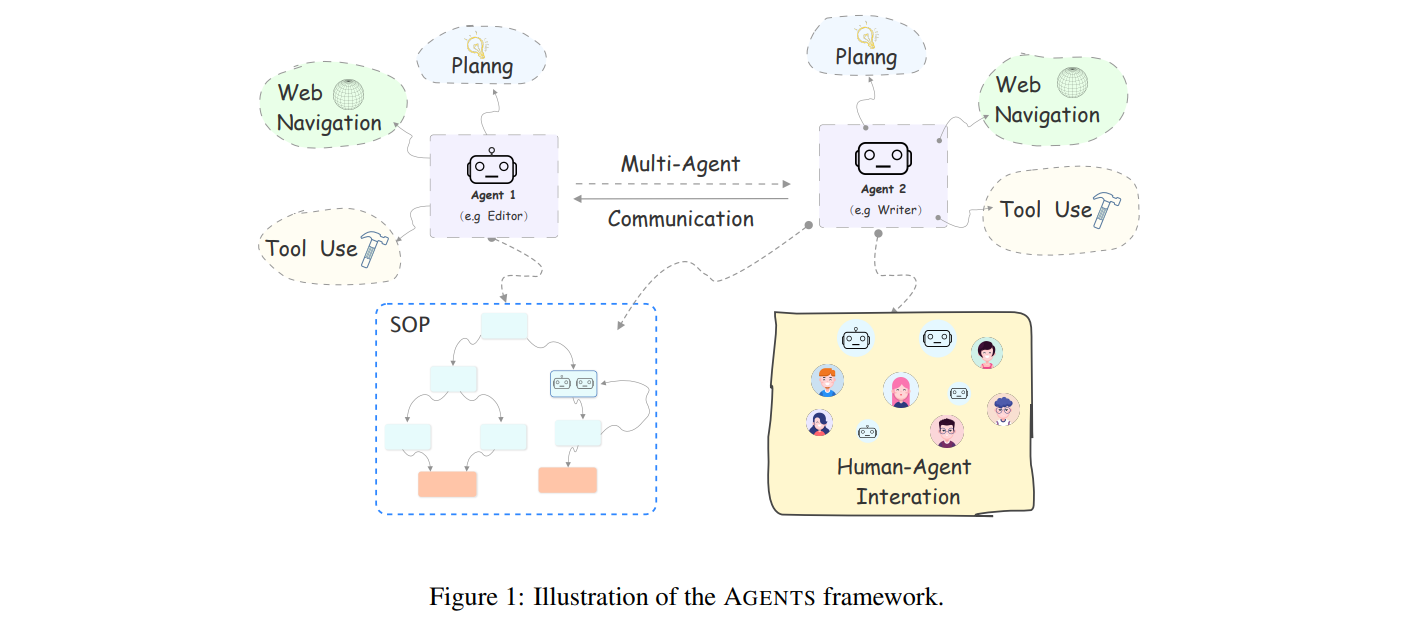 Planng
Planng
Web
Navigation
Web
Navigation
Multi-Agent
Communication
Agent 1
(e.g Editor)
Agent 2
(e.g Writer)
Tool Use
Tool Use
SOP
Human-Agent
Interation
Figure 1: Illustration of the AGENTS framework.